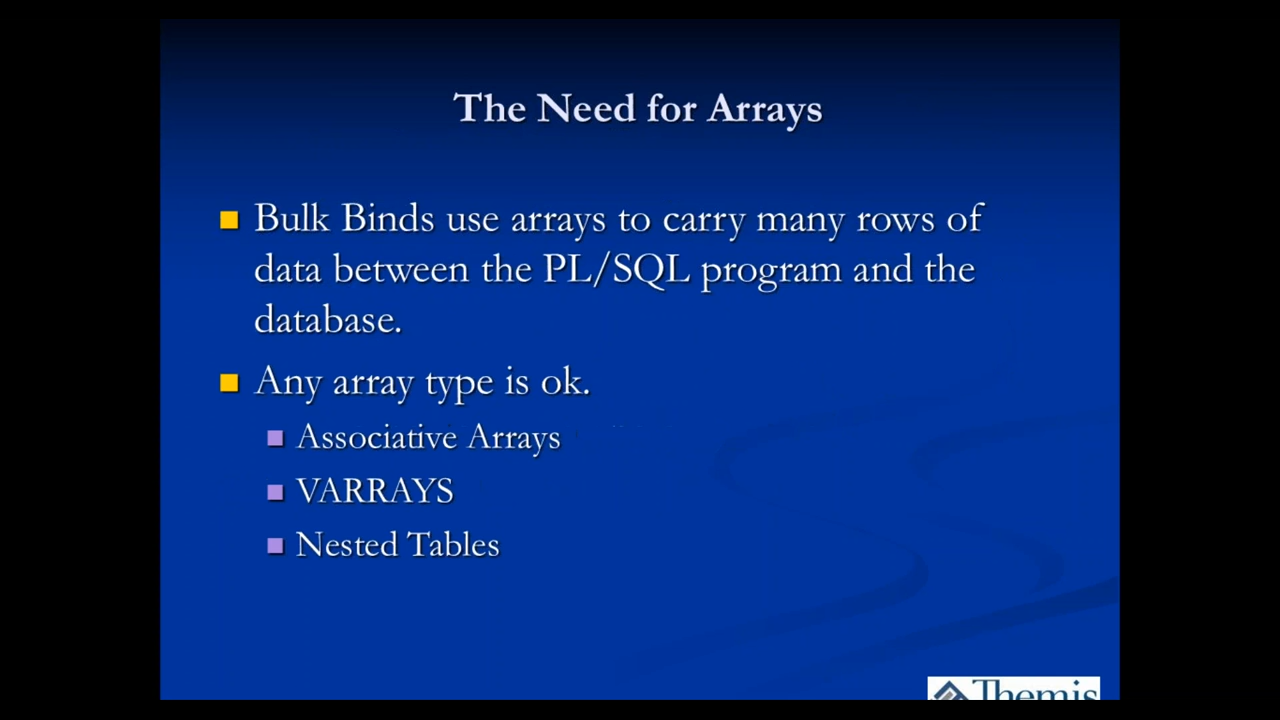 The Need for Arrays
Bulk Binds use arrays to carry many rows of
data between the PL/SQL program and the
database.
Any array type is ok.
Associative Arrays
VARRAYS
Nested Tables
Themis